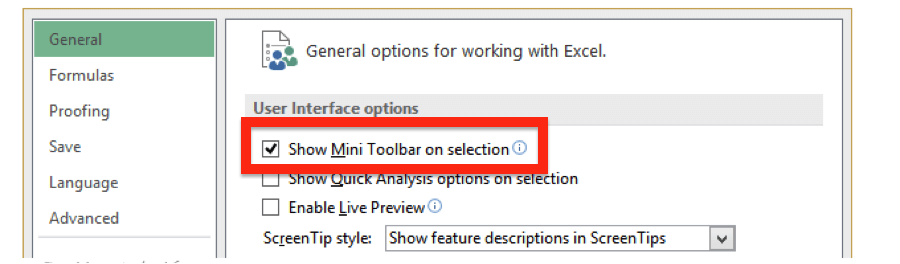 General
Formulas
Proofing
Save
Language
Advanced
General options for working with Excel.
User Interface options
Show Mini Toolbar on selection
Show Quick Analysis options on selection
Enable Live Preview
ScreenTip style: Show feature descriptions in ScreenTips